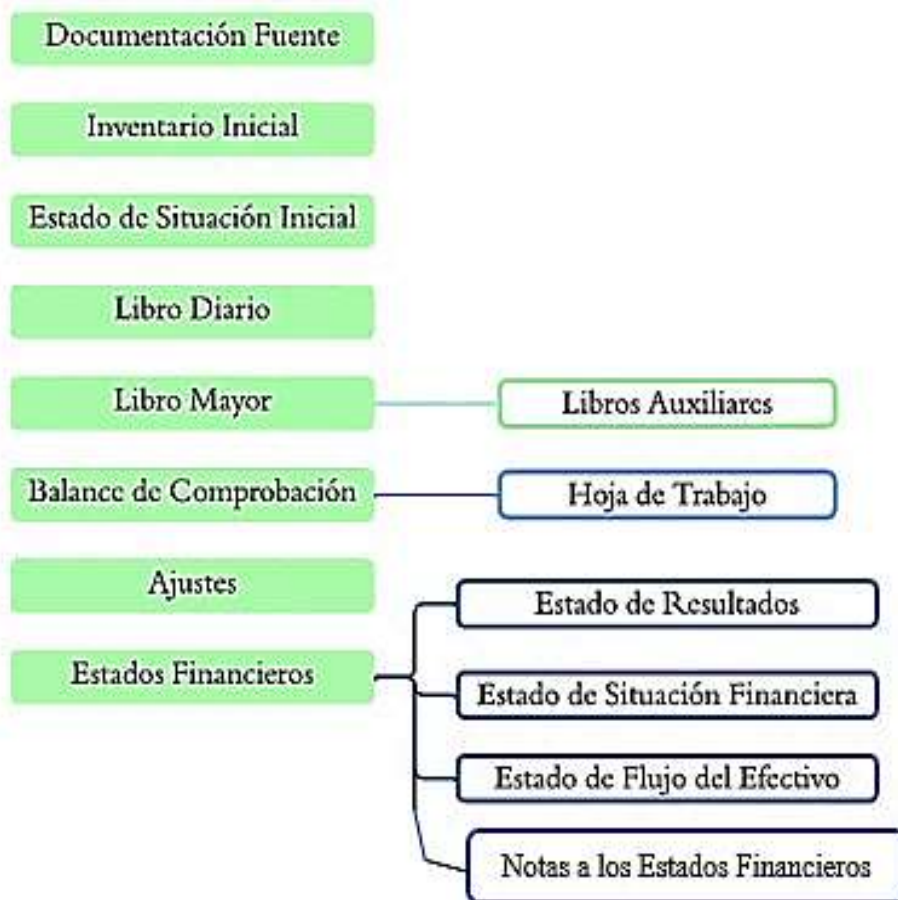 Documentación Fuente
Inventario Inicial
Estado de Situación Inicial
Libro Diario
Libro Mayor
Libros Auxiliares
Balance de Comprobación
Hoja de Trabajo
Ajustes
Estados Financieros
Estado de Resultados
Estado de Situación Financiera
Estado de Flujo del Efectivo
Notas a los Estados Financieros